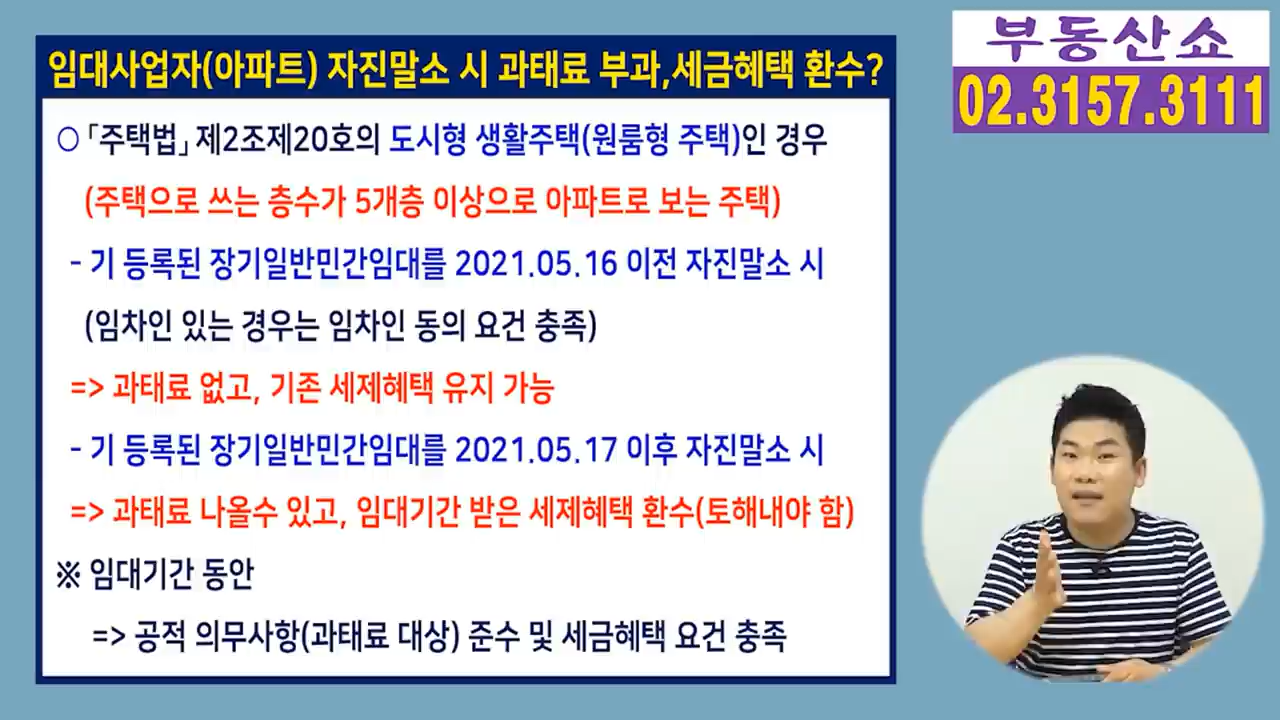 임대사업자(아파트) 자진말소 시 과태료 부과,세금혜택 환수?
부동산쇼
02.3157.3111
○ ｢주택법」 제2조제20호의 도시형 생활주택(원룸형 주택)인 경우
(주택으로 쓰는 층수가 5개층 이상으로 아파트로 보는 주택)
- 기 등록된 장기일반민간임대를 2021.05.16 이전 자진말소 시
(임차인 있는 경우는 임차인 동의 요건 충족)
=> 과태료 없고, 기존 세제혜택 유지 가능
- 기 등록된 장기일반민간임대를 2021.05.17 이후 자진말소 시
=> 과태료 나올수 있고, 임대기간 받은 세제혜택 환수(토해내야 함)
※ 임대기간 동안
=> 공적 의무사항(과태료 대상) 준수 및 세금혜택 요건 충족